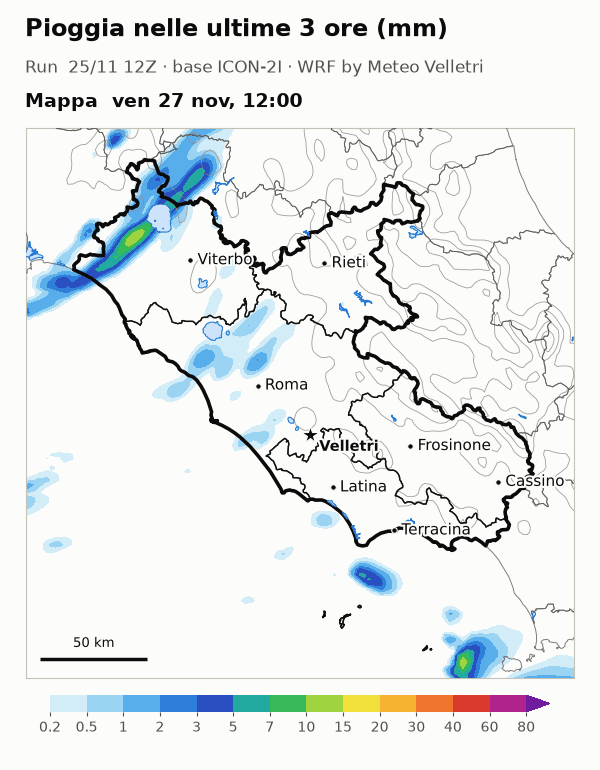 Pioggia nelle ultime 3 ore (mm)
Run  25/11 12Z · base ICON-2I · WRF by Meteo Velletri
Mappa  ven 27 nov, 12:00
Viterbo
Rieti
Roma
Velletri
Frosinone
Latina
Cassino
Terracina
50 km
0.2 0.5 1 2 3 5 7 10 15 20 30 40 60 80